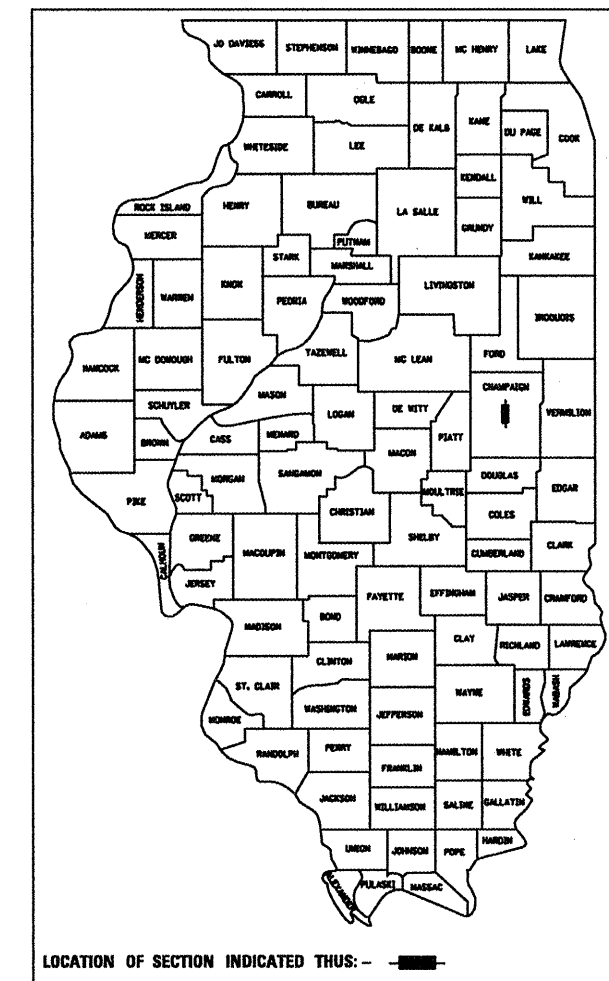 JO DAVIESS STEPHENSON WINNEBAGO BOONE MC HENRY LAKE
CARROLL OGLE DE KALB KANE DU PAGE COOK
WHITESIDE LEE
KENDALL
ROCK ISLAND HENRY BUREAU LA SALLE WILL
MERCER PUTNAM GRUNDY
STARK MARSHALL KANKAKEE
HENDERSON WARREN KNOX PEORIA WOODFORD LIVINGSTON IROQUOIS
HANCOCK MC DONOUGH FULTON TAZEWELL MC LEAN FORD
CHAMPAIGN
SCHUYLER MASON LOGAN DE WITT VERMILION
ADAMS BROWN CASS MENARD MACON PIATT
MORGAN SANGAMON DOUGLAS
PIKE SCOTT CHRISTIAN MOULTRIE COLES EDGAR
GREENE MACOUPIN MONTGOMERY SHELBY CUMBERLAND CLARK
CALHOUN JERSEY
FAYETTE EFFINGHAM JASPER CRAWFORD
MADISON BOND
CLAY RICHLAND LAWRENCE
CLINTON MARION
ST. CLAIR WAYNE EDWARDS WABASH
MONROE WASHINGTON JEFFERSON
RANDOLPH PERRY HAMILTON WHITE
FRANKLIN
JACKSON WILLIAMSON SALINE GALLATIN
UNION JOHNSON POPE HARDIN
ALEXANDER PULASKI MASSAC
LOCATION OF SECTION INDICATED THUS: –